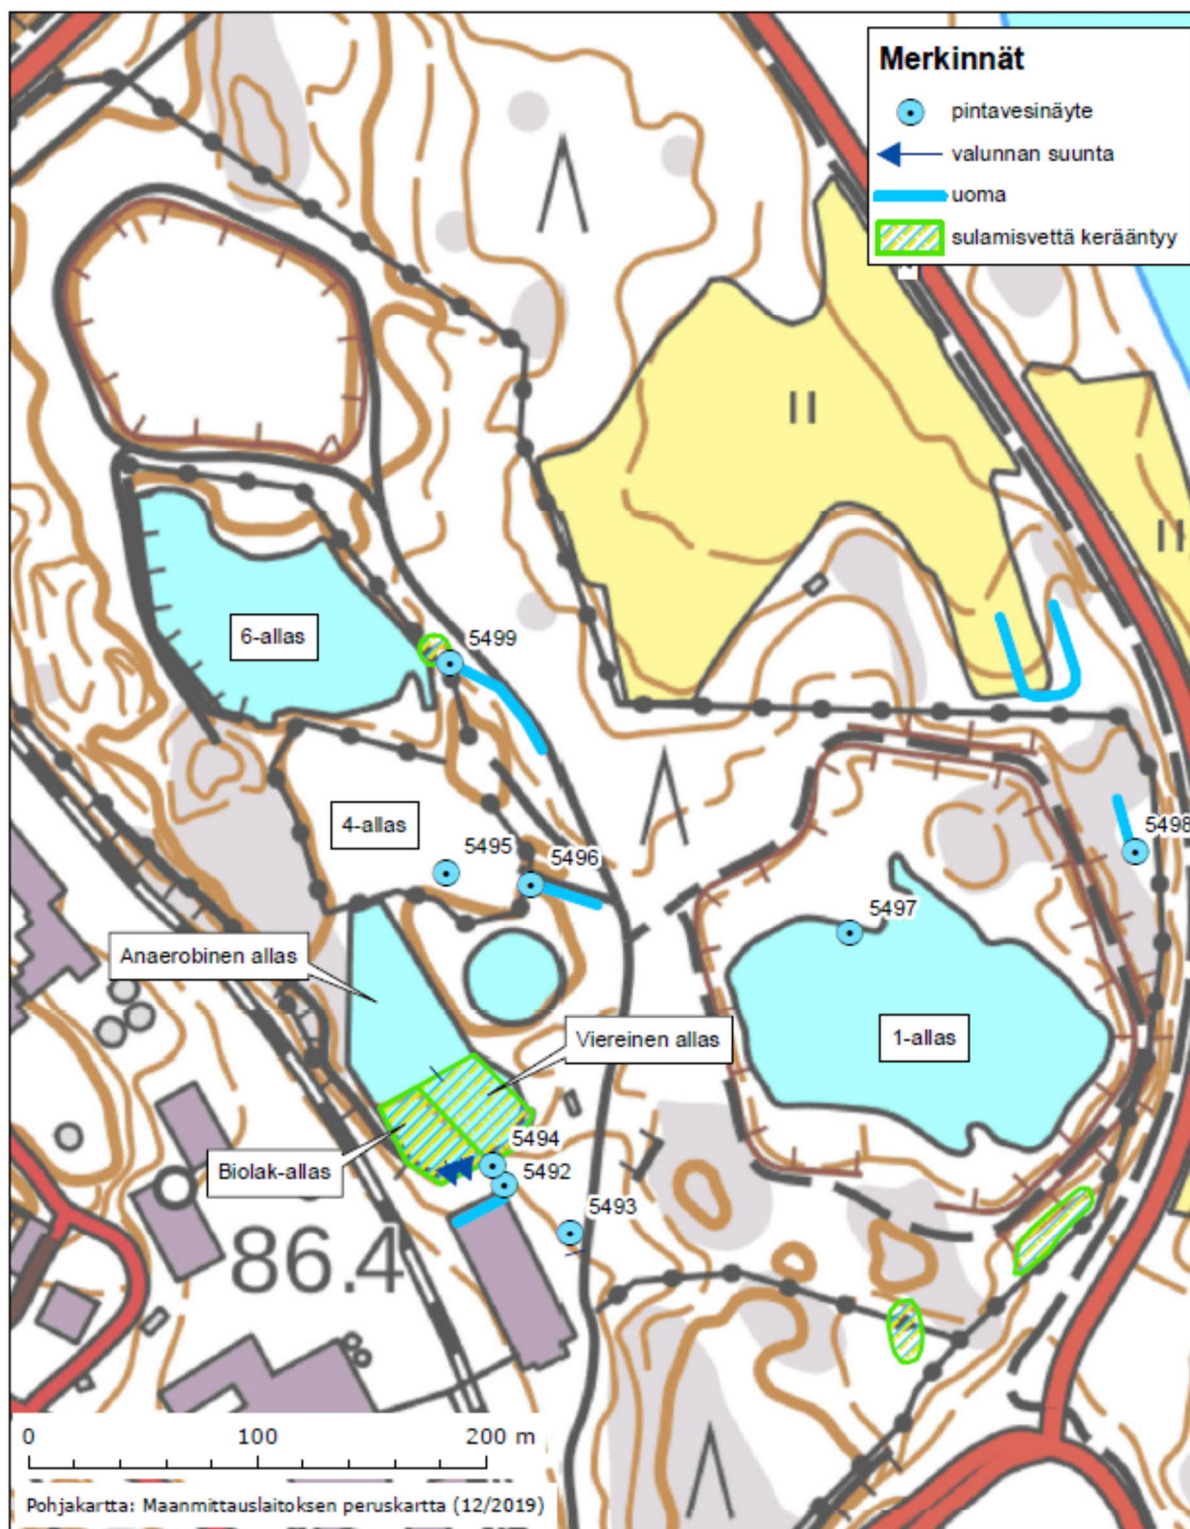 Merkinnät
pintavesinäyte
valunnan suunta
uoma
sulamisvettä kerääntyy
6-allas
5499
4-allas
5495
5496
5498
5497
Anaerobinen allas
Viereinen allas
1-allas
5494
Biolak-allas
5492
5493
86.4
0 100 200 m
Pohjakartta: Maanmittauslaitoksen peruskartta (12/2019)